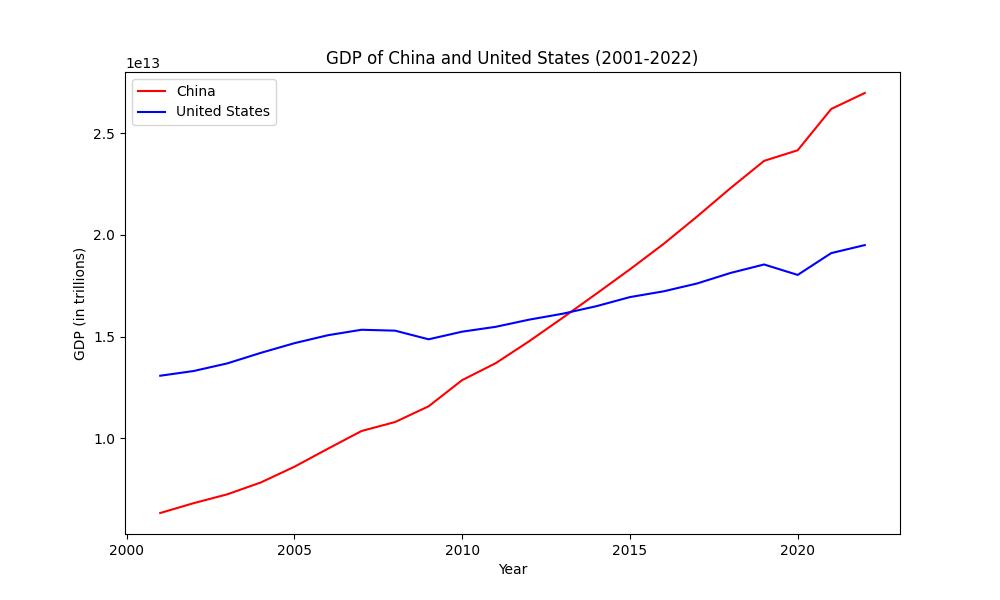 GDP of China and United States (2001-2022)
1e13
China
United States
2.5
2.0
1.5
1.0
GDP (in trillions)
2000
2005
2010
2015
2020
Year